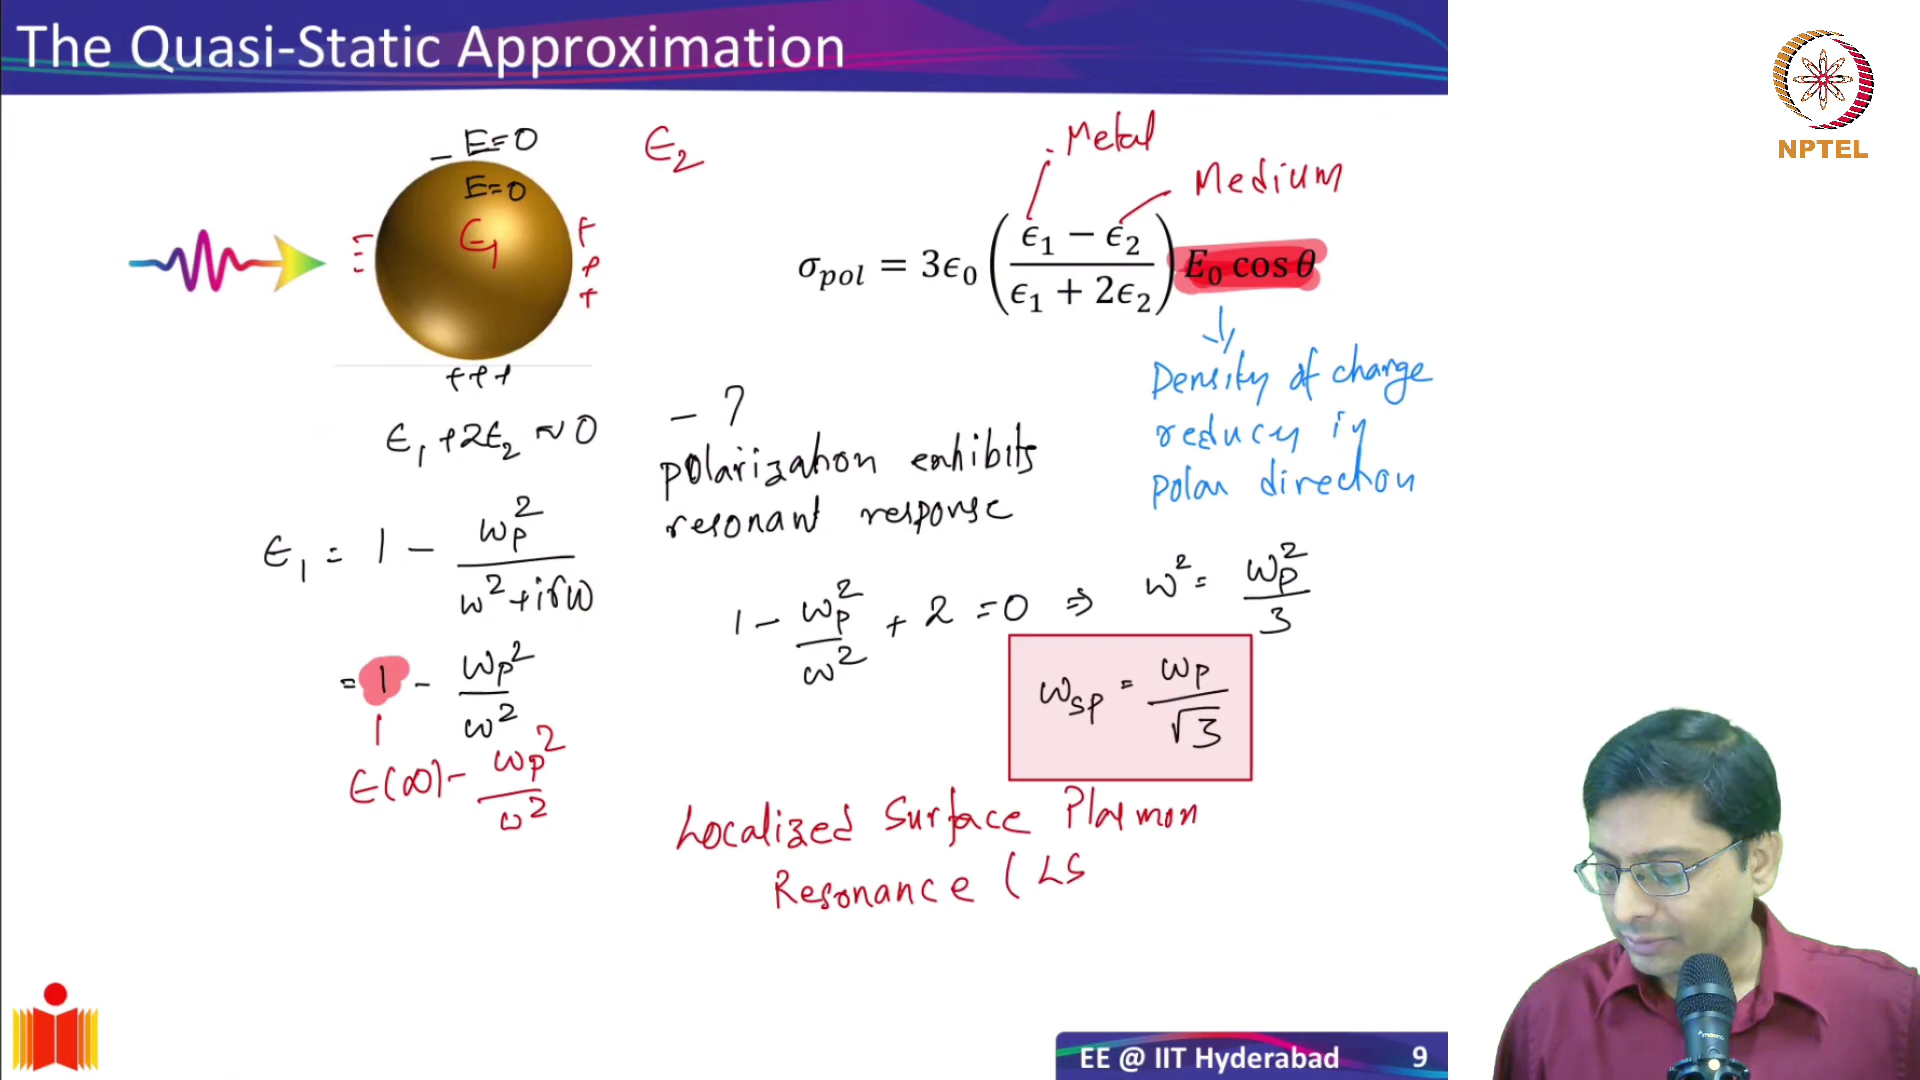 The Quasi-Static Approximation
NPTEL
– E=0
E=0
ϵ₁
ϵ₂
- - -
+ + +
+++
Metal
Medium
σ_pol = 3ϵ₀ ((ϵ₁ − ϵ₂)/(ϵ₁ + 2ϵ₂)) E₀ cos θ
Density of charge
reduces in
polar direction
ϵ₁ + 2ϵ₂ ≈ 0
– ?
polarization exhibits
resonant response
ϵ₁ = 1 − ωp²/(ω² + iγω)
= 1 − ωp²/ω²
ϵ(∞) − ωp²/ω²
1 − ωp²/ω² + 2 = 0 ⇒ ω² = ωp²/3
ω_sp = ωp/√3
Localized Surface Plasmon
Resonance (LS
EE @ IIT Hyderabad 9